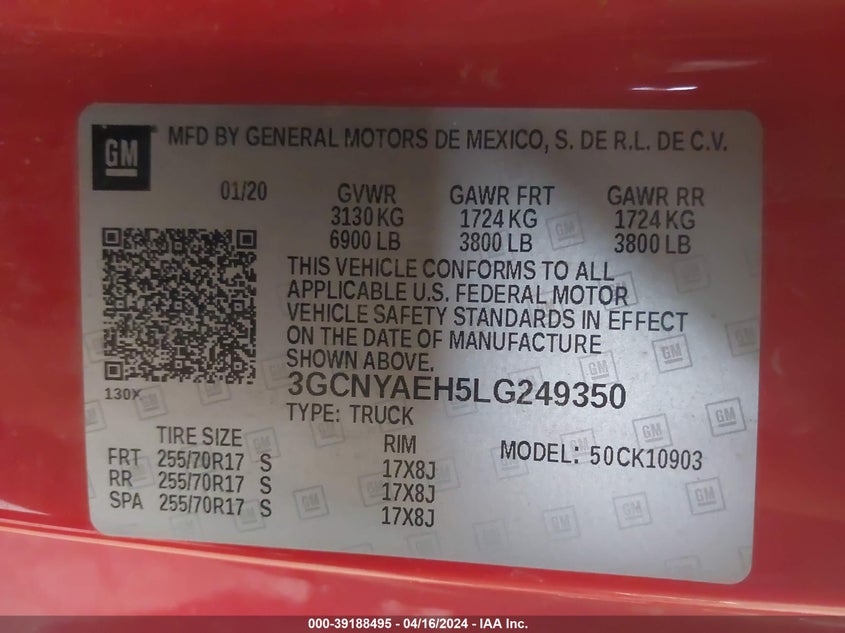 GM MFD BY GENERAL MOTORS DE MEXICO, S. DE R.L. DE C.V.
01/20 GVWR GAWR FRT GAWR RR
3130 KG 1724 KG 1724 KG
6900 LB 3800 LB 3800 LB
THIS VEHICLE CONFORMS TO ALL
APPLICABLE U.S. FEDERAL MOTOR
VEHICLE SAFETY STANDARDS IN EFFECT
ON THE DATE OF MANUFACTURE
SHOWN ABOVE.
130X
3GCNYAEH5LG249350
TYPE: TRUCK
TIRE SIZE RIM MODEL: 50CK10903
FRT 255/70R17 S 17X8J
RR 255/70R17 S 17X8J
SPA 255/70R17 S 17X8J
000-39188495 - 04/16/2024 - IAA Inc.